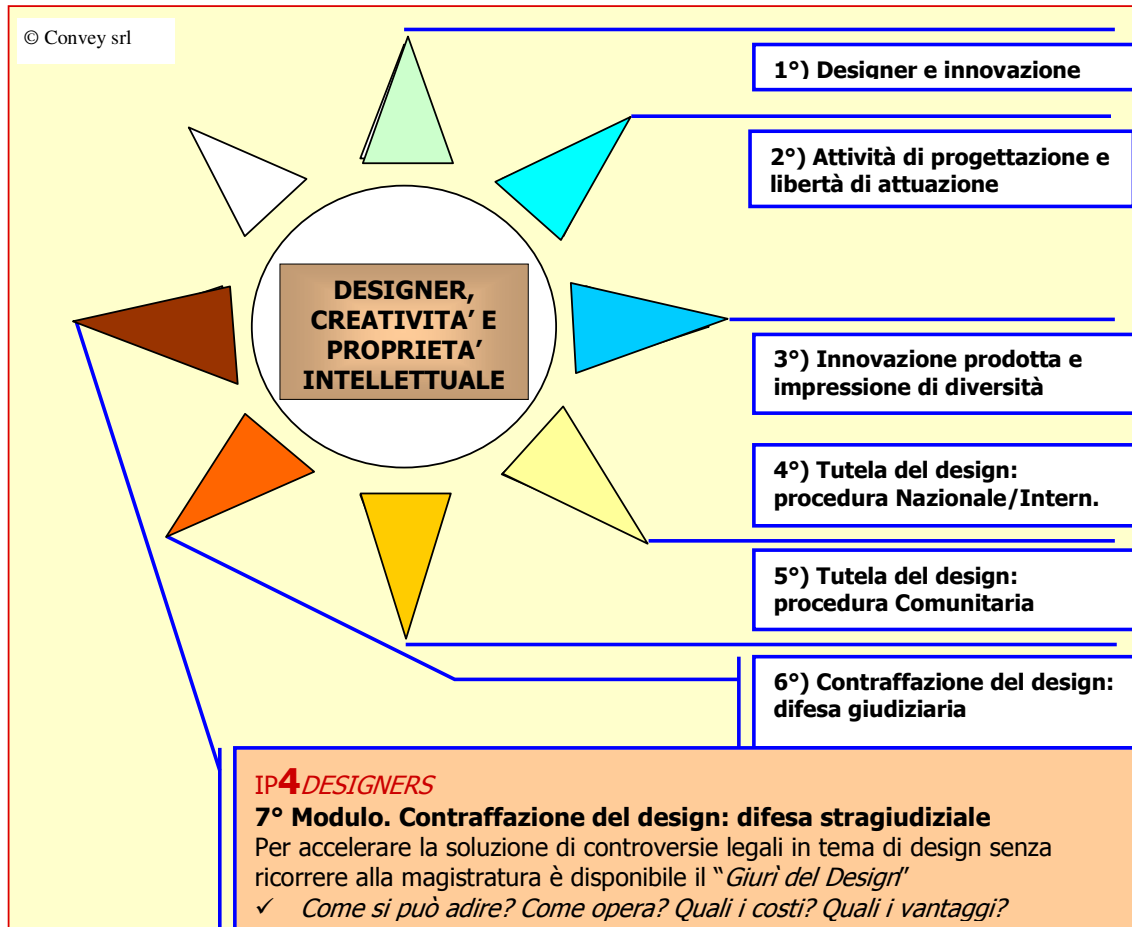 © Convey srl
1°) Designer e innovazione
2°) Attività di progettazione e
libertà di attuazione
DESIGNER,
CREATIVITA’ E
PROPRIETA’
INTELLETTUALE
3°) Innovazione prodotta e
impressione di diversità
4°) Tutela del design:
procedura Nazionale/Intern.
5°) Tutela del design:
procedura Comunitaria
6°) Contraffazione del design:
difesa giudiziaria
IP4DESIGNERS
7° Modulo. Contraffazione del design: difesa stragiudiziale
Per accelerare la soluzione di controversie legali in tema di design senza
ricorrere alla magistratura è disponibile il “Giurì del Design”
✓ Come si può adire? Come opera? Quali i costi? Quali i vantaggi?